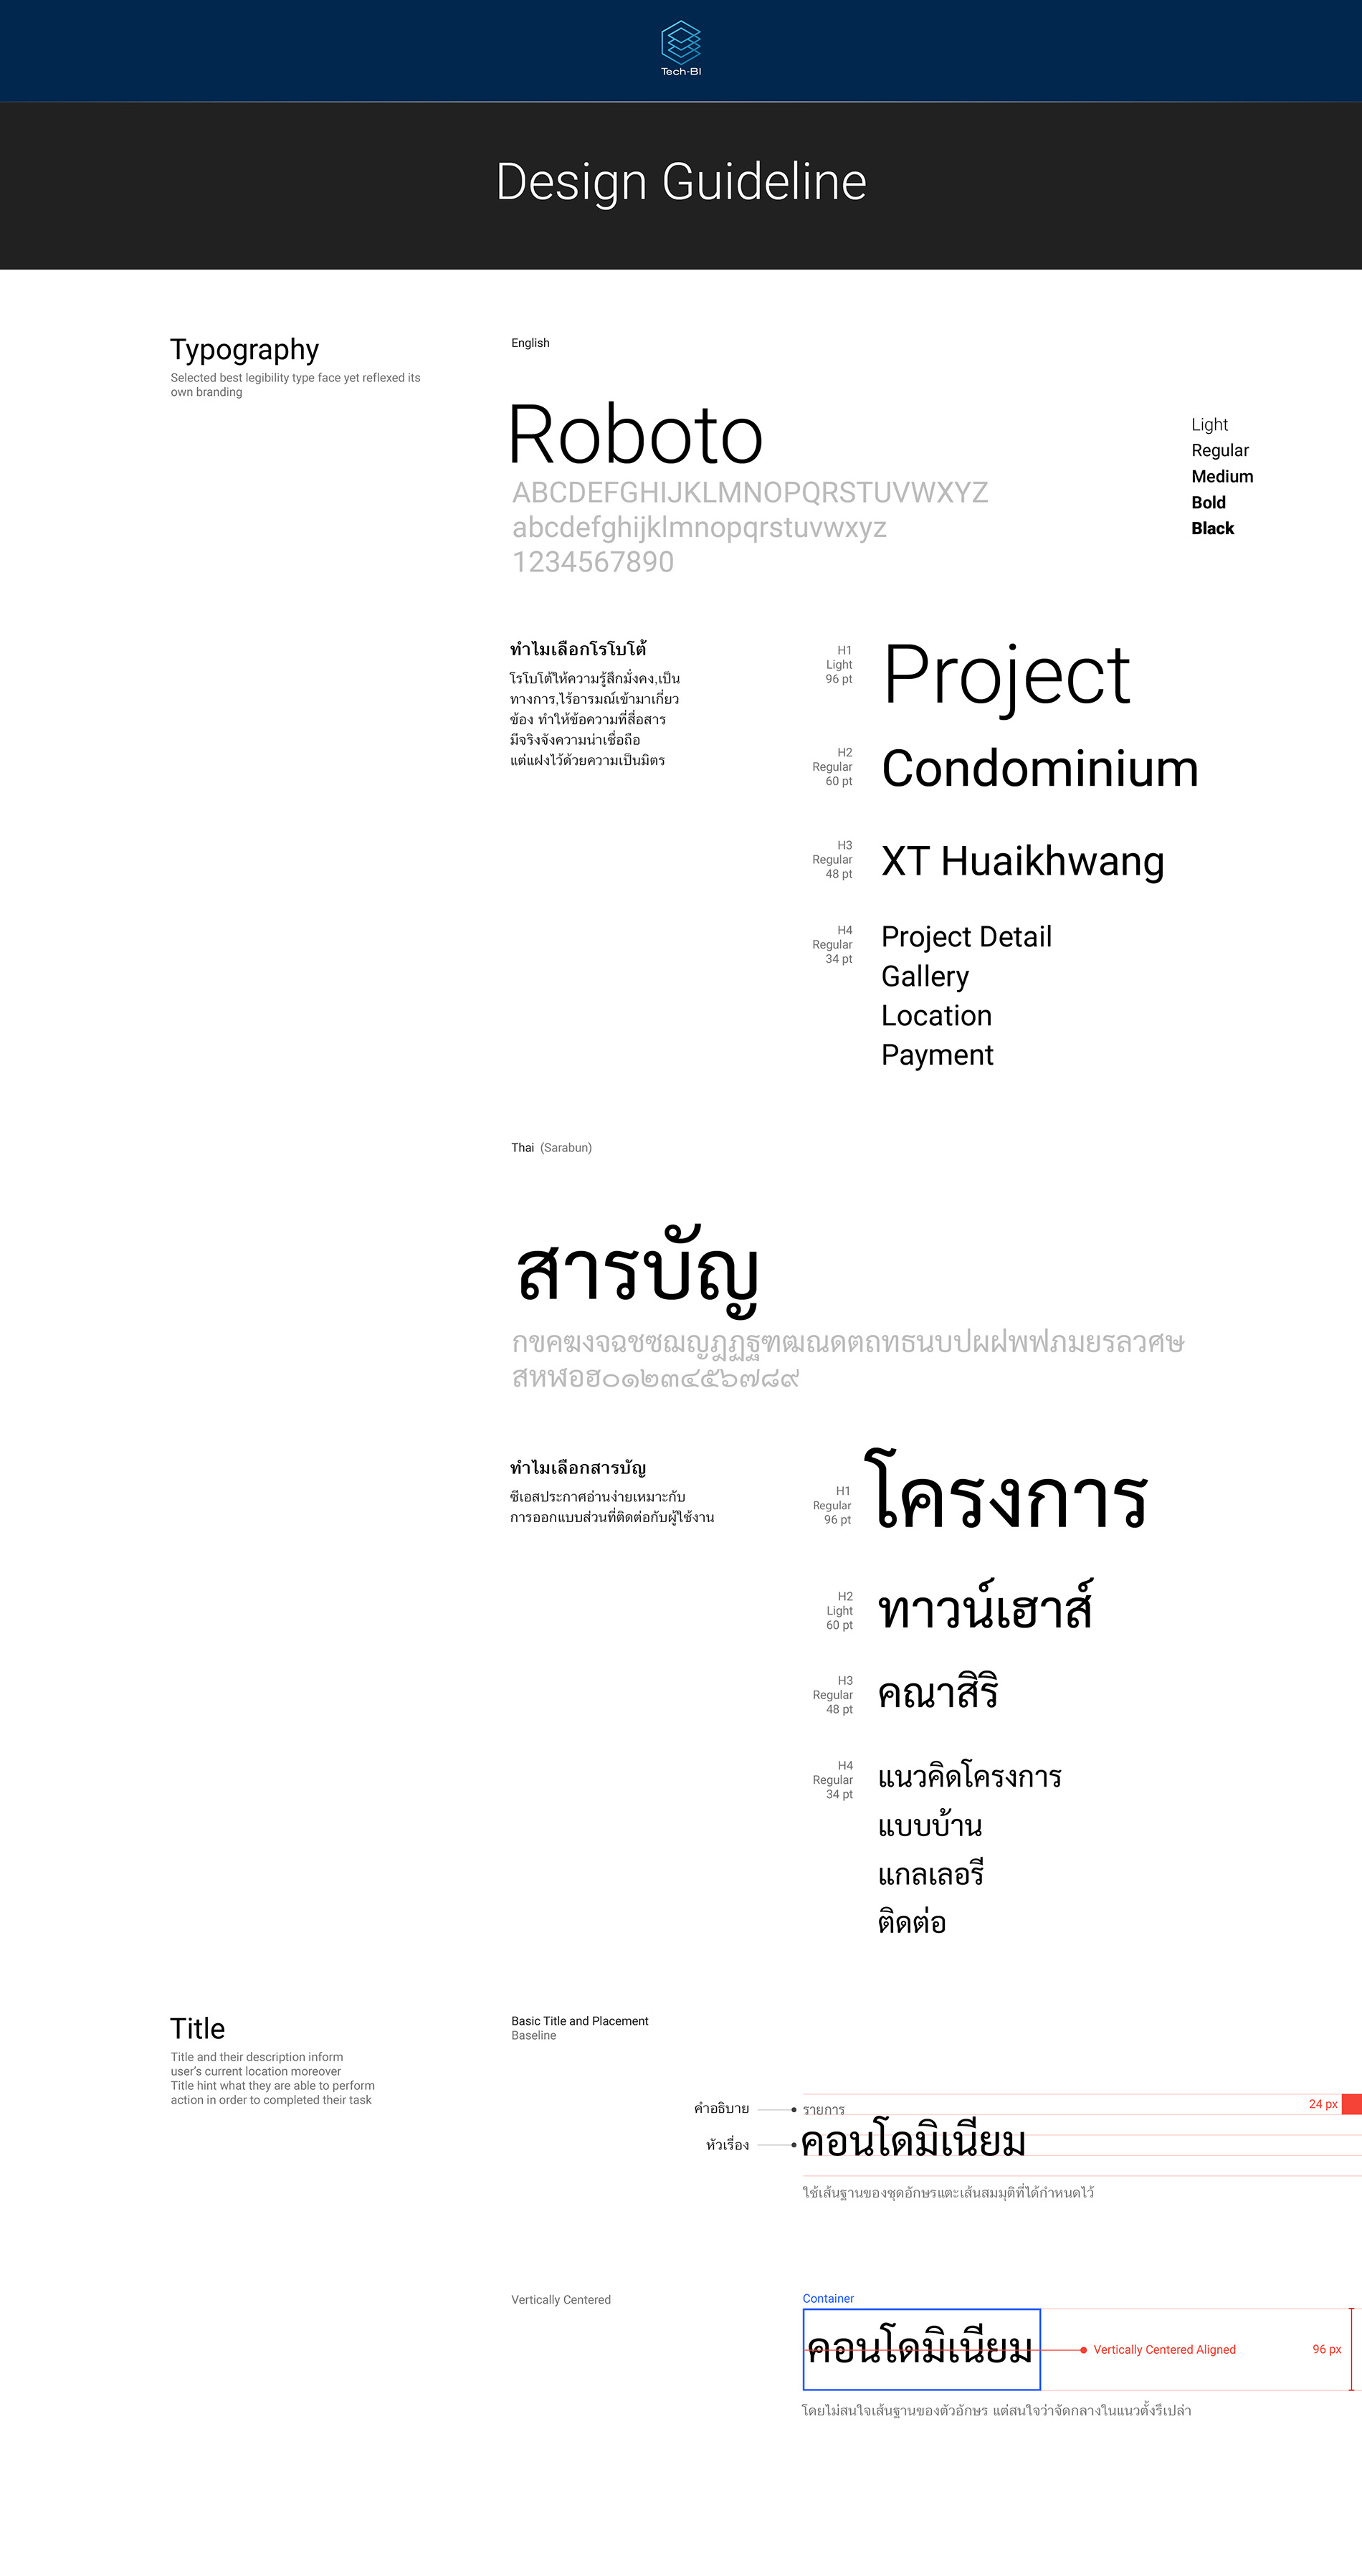 Tech-BI
Design Guideline
Typography
Selected best legibility type face yet reflexed its
own branding
English
Roboto
ABCDEFGHIJKLMNOPQRSTUVWXYZ
abcdefghijklmnopqrstuvwxyz
1234567890
Light
Regular
Medium
Bold
Black
ทำไมเลือกโรโบโต้
โรโบโต้ให้ความรู้สึกมั่งคง,เป็น
ทางการ,ไร้อารมณ์เข้ามาเกี่ยว
ข้อง ทำให้ข้อความที่สื่อสาร
มีจริงจังความน่าเชื่อถือ
แต่แฝงไว้ด้วยความเป็นมิตร
H1
Light
96 pt
Project
H2
Regular
60 pt
Condominium
H3
Regular
48 pt
XT Huaikhwang
H4
Regular
34 pt
Project Detail
Gallery
Location
Payment
Thai (Sarabun)
สารบัญ
กขคฆงจฉชซฌญฎฏฐฑฒณดตถทธนบปผฝพฟภมยรลวศษ
สหฬอฮ๐๑๒๓๔๕๖๗๘๙
ทำไมเลือกสารบัญ
ซีเอสประกาศอ่านง่ายเหมาะกับ
การออกแบบส่วนที่ติดต่อกับผู้ใช้งาน
H1
Regular
96 pt
โครงการ
H2
Light
60 pt
ทาวน์เฮาส์
H3
Regular
48 pt
คณาสิริ
H4
Regular
34 pt
แนวคิดโครงการ
แบบบ้าน
แกลเลอรี
ติดต่อ
Title
Title and their description inform
user's current location moreover
Title hint what they are able to perform
action in order to completed their task
Basic Title and Placement
Baseline
คำอธิบาย
รายการ
24 px
หัวเรื่อง
คอนโดมิเนียม
ใช้เส้นฐานของชุดอักษรแตะเส้นสมมุติที่ได้กำหนดไว้
Vertically Centered
Container
คอนโดมิเนียม
Vertically Centered Aligned
96 px
โดยไม่สนใจเส้นฐานของตัวอักษร แต่สนใจว่าจัดกลางในแนวตั้งรึเปล่า